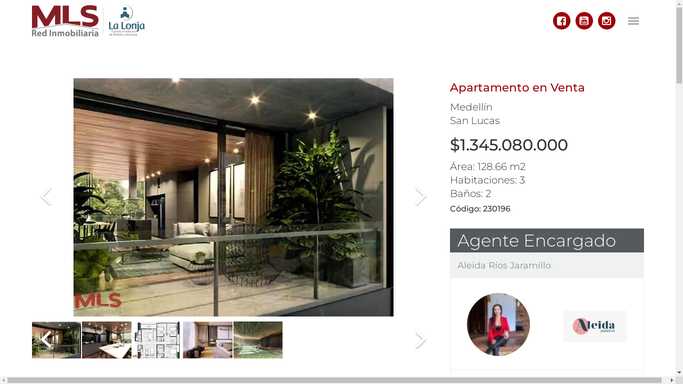 MLS
Red Inmobiliaria
La Lonja
Apartamento en Venta
Medellín
San Lucas
$1.345.080.000
Área: 128.66 m2
Habitaciones: 3
Baños: 2
Código: 230196
Agente Encargado
Aleida Rios Jaramillo
MLS
Aleida